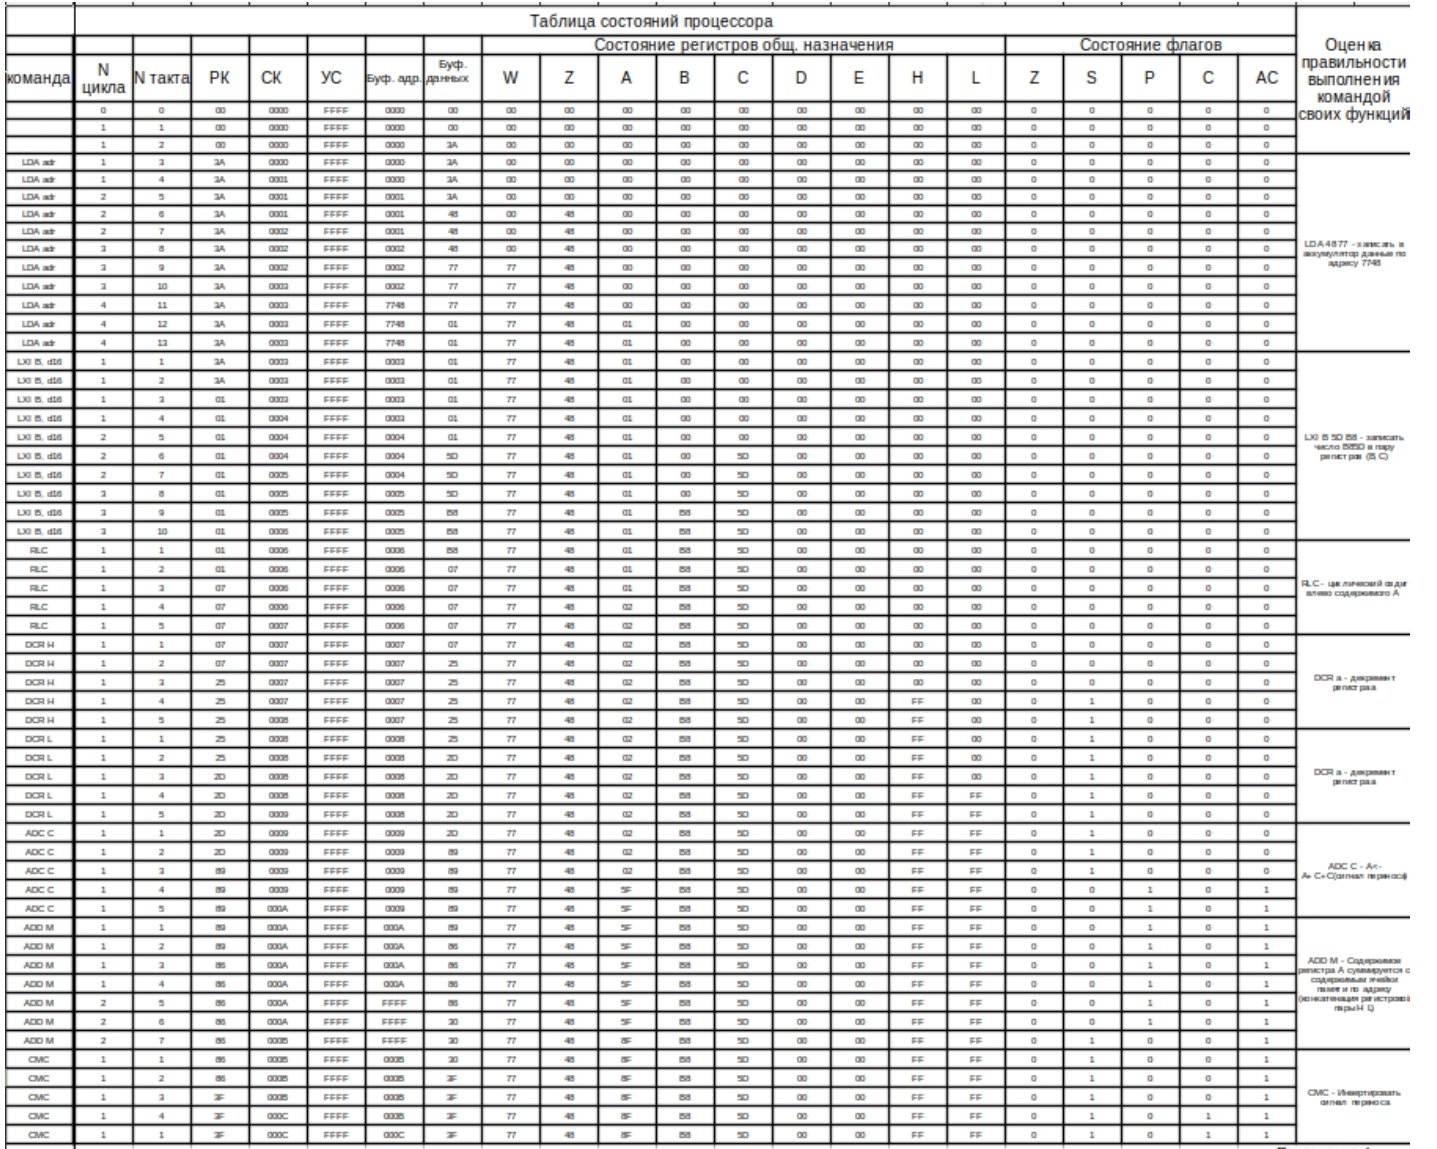 Таблица состояний процессора
Состояние регистров общ. назначения Состояние флагов Оценка правильности выполнения командой своих функций
команда N цикла N такта РК СК УС Буф. адр. Буф. данных W Z A B C D E H L Z S P C AC
0 0 00 0000 FFFF 0000 00 00 00 00 00 00 00 00 00 00 0 0 0 0 0
1 1 00 0000 FFFF 0000 00 00 00 00 00 00 00 00 00 00 0 0 0 0 0
1 2 00 0000 FFFF 0000 3A 00 00 00 00 00 00 00 00 00 0 0 0 0 0
LDA adr 1 3 3A 0000 FFFF 0000 3A 00 00 00 00 00 00 00 00 00 0 0 0 0 0
LDA adr 1 4 3A 0001 FFFF 0000 3A 00 00 00 00 00 00 00 00 00 0 0 0 0 0
LDA adr 2 5 3A 0001 FFFF 0001 3A 00 00 00 00 00 00 00 00 00 0 0 0 0 0
LDA adr 2 6 3A 0001 FFFF 0001 48 00 48 00 00 00 00 00 00 00 0 0 0 0 0
LDA adr 2 7 3A 0002 FFFF 0001 48 00 48 00 00 00 00 00 00 00 0 0 0 0 0
LDA adr 3 8 3A 0002 FFFF 0002 48 00 48 00 00 00 00 00 00 00 0 0 0 0 0
LDA adr 3 9 3A 0002 FFFF 0002 77 77 48 00 00 00 00 00 00 00 0 0 0 0 0
LDA adr 3 10 3A 0003 FFFF 0002 77 77 48 00 00 00 00 00 00 00 0 0 0 0 0
LDA adr 4 11 3A 0003 FFFF 7748 77 77 48 00 00 00 00 00 00 00 0 0 0 0 0
LDA adr 4 12 3A 0003 FFFF 7748 01 77 48 01 00 00 00 00 00 00 0 0 0 0 0
LDA adr 4 13 3A 0003 FFFF 7748 01 77 48 01 00 00 00 00 00 00 0 0 0 0 0
LDA 4877 - записать в
аккумулятор данные по
адресу 7748
LXI B, d16 1 1 3A 0003 FFFF 0003 01 77 48 01 00 00 00 00 00 00 0 0 0 0 0
LXI B, d16 1 2 3A 0003 FFFF 0003 01 77 48 01 00 00 00 00 00 00 0 0 0 0 0
LXI B, d16 1 3 01 0003 FFFF 0003 01 77 48 01 00 00 00 00 00 00 0 0 0 0 0
LXI B, d16 1 4 01 0004 FFFF 0003 01 77 48 01 00 00 00 00 00 00 0 0 0 0 0
LXI B, d16 2 5 01 0004 FFFF 0004 01 77 48 01 00 00 00 00 00 00 0 0 0 0 0
LXI B, d16 2 6 01 0004 FFFF 0004 5D 77 48 01 00 5D 00 00 00 00 0 0 0 0 0
LXI B, d16 2 7 01 0005 FFFF 0004 5D 77 48 01 00 5D 00 00 00 00 0 0 0 0 0
LXI B, d16 3 8 01 0005 FFFF 0005 5D 77 48 01 00 5D 00 00 00 00 0 0 0 0 0
LXI B, d16 3 9 01 0005 FFFF 0005 B8 77 48 01 B8 5D 00 00 00 00 0 0 0 0 0
LXI B, d16 3 10 01 0006 FFFF 0005 B8 77 48 01 B8 5D 00 00 00 00 0 0 0 0 0
LXI B 5D B8 - записать
число B85D в пару
регистров (B, C)
RLC 1 1 01 0006 FFFF 0006 B8 77 48 01 B8 5D 00 00 00 00 0 0 0 0 0
RLC 1 2 01 0006 FFFF 0006 07 77 48 01 B8 5D 00 00 00 00 0 0 0 0 0
RLC 1 3 07 0006 FFFF 0006 07 77 48 01 B8 5D 00 00 00 00 0 0 0 0 0
RLC 1 4 07 0006 FFFF 0006 07 77 48 02 B8 5D 00 00 00 00 0 0 0 0 0
RLC 1 5 07 0007 FFFF 0006 07 77 48 02 B8 5D 00 00 00 00 0 0 0 0 0
RLC - циклический сдвиг
влево содержимого А
DCR H 1 1 07 0007 FFFF 0007 07 77 48 02 B8 5D 00 00 00 00 0 0 0 0 0
DCR H 1 2 07 0007 FFFF 0007 25 77 48 02 B8 5D 00 00 00 00 0 0 0 0 0
DCR H 1 3 25 0007 FFFF 0007 25 77 48 02 B8 5D 00 00 00 00 0 0 0 0 0
DCR H 1 4 25 0007 FFFF 0007 25 77 48 02 B8 5D 00 00 FF 00 0 1 0 0 0
DCR H 1 5 25 0008 FFFF 0007 25 77 48 02 B8 5D 00 00 FF 00 0 1 0 0 0
DCR a - декремент
регистра a
DCR L 1 1 25 0008 FFFF 0008 25 77 48 02 B8 5D 00 00 FF 00 0 1 0 0 0
DCR L 1 2 25 0008 FFFF 0008 2D 77 48 02 B8 5D 00 00 FF 00 0 1 0 0 0
DCR L 1 3 2D 0008 FFFF 0008 2D 77 48 02 B8 5D 00 00 FF 00 0 1 0 0 0
DCR L 1 4 2D 0008 FFFF 0008 2D 77 48 02 B8 5D 00 00 FF FF 0 1 0 0 0
DCR L 1 5 2D 0009 FFFF 0008 2D 77 48 02 B8 5D 00 00 FF FF 0 1 0 0 0
DCR a - декремент
регистра a
ADC C 1 1 2D 0009 FFFF 0009 2D 77 48 02 B8 5D 00 00 FF FF 0 1 0 0 0
ADC C 1 2 2D 0009 FFFF 0009 89 77 48 02 B8 5D 00 00 FF FF 0 1 0 0 0
ADC C 1 3 89 0009 FFFF 0009 89 77 48 02 B8 5D 00 00 FF FF 0 1 0 0 0
ADC C 1 4 89 0009 FFFF 0009 89 77 48 5F B8 5D 00 00 FF FF 0 0 1 0 1
ADC C 1 5 89 000A FFFF 0009 89 77 48 5F B8 5D 00 00 FF FF 0 0 1 0 1
ADC C - A<-
A+ C+C(сигнал переноса)
ADD M 1 1 89 000A FFFF 000A 89 77 48 5F B8 5D 00 00 FF FF 0 0 1 0 1
ADD M 1 2 89 000A FFFF 000A 86 77 48 5F B8 5D 00 00 FF FF 0 0 1 0 1
ADD M 1 3 86 000A FFFF 000A 86 77 48 5F B8 5D 00 00 FF FF 0 0 1 0 1
ADD M 1 4 86 000A FFFF 000A 86 77 48 5F B8 5D 00 00 FF FF 0 0 1 0 1
ADD M 2 5 86 000A FFFF FFFF 86 77 48 5F B8 5D 00 00 FF FF 0 0 1 0 1
ADD M 2 6 86 000A FFFF FFFF 30 77 48 5F B8 5D 00 00 FF FF 0 0 1 0 1
ADD M 2 7 86 000B FFFF FFFF 30 77 48 8F B8 5D 00 00 FF FF 0 1 0 0 1
ADD M - Содержимое
регистра А суммируется с
содержимым ячейки
памяти по адресу
(конкатенация регистровой
пары H L)
CMC 1 1 86 000B FFFF 000B 30 77 48 8F B8 5D 00 00 FF FF 0 1 0 0 1
CMC 1 2 86 000B FFFF 000B 3F 77 48 8F B8 5D 00 00 FF FF 0 1 0 0 1
CMC 1 3 3F 000B FFFF 000B 3F 77 48 8F B8 5D 00 00 FF FF 0 1 0 0 1
CMC 1 4 3F 000C FFFF 000B 3F 77 48 8F B8 5D 00 00 FF FF 0 1 0 1 1
CMC 1 1 3F 000C FFFF 000C 3F 77 48 8F B8 5D 00 00 FF FF 0 1 0 1 1
CMC - Инвертировать
сигнал переноса